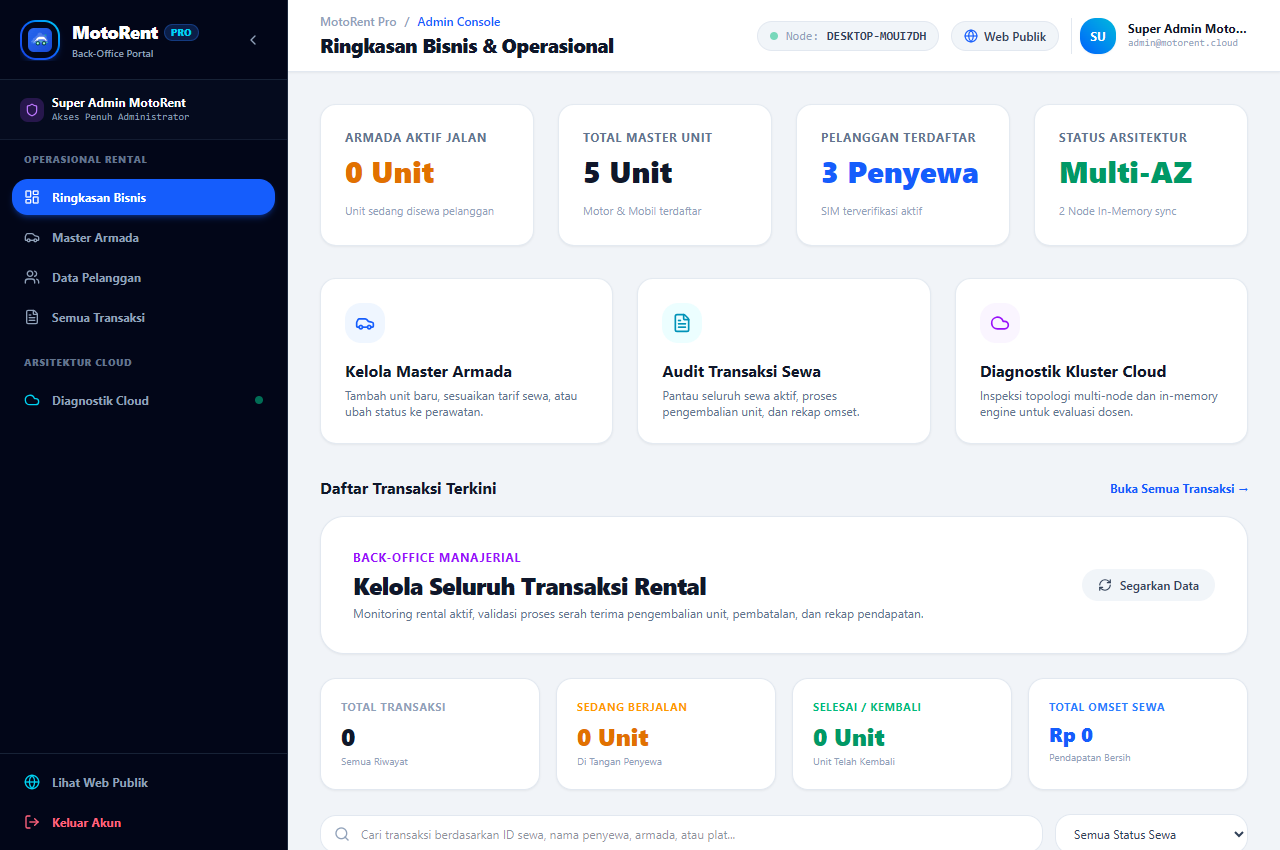 MotoRent PRO
Back-Office Portal
Super Admin MotoRent
Akses Penuh Administrator
OPERASIONAL RENTAL
Ringkasan Bisnis
Master Armada
Data Pelanggan
Semua Transaksi
ARSITEKTUR CLOUD
Diagnostik Cloud
Lihat Web Publik
Keluar Akun
MotoRent Pro / Admin Console
Ringkasan Bisnis & Operasional
Node: DESKTOP-MOUI7DH
Web Publik
SU
Super Admin Moto...
admin@motorent.cloud
ARMADA AKTIF JALAN
0 Unit
Unit sedang disewa pelanggan
TOTAL MASTER UNIT
5 Unit
Motor & Mobil terdaftar
PELANGGAN TERDAFTAR
3 Penyewa
SIM terverifikasi aktif
STATUS ARSITEKTUR
Multi-AZ
2 Node In-Memory sync
Kelola Master Armada
Tambah unit baru, sesuaikan tarif sewa, atau
ubah status ke perawatan.
Audit Transaksi Sewa
Pantau seluruh sewa aktif, proses
pengembalian unit, dan rekap omset.
Diagnostik Kluster Cloud
Inspeksi topologi multi-node dan in-memory
engine untuk evaluasi dosen.
Daftar Transaksi Terkini
Buka Semua Transaksi →
BACK-OFFICE MANAJERIAL
Kelola Seluruh Transaksi Rental
Monitoring rental aktif, validasi proses serah terima pengembalian unit, pembatalan, dan rekap pendapatan.
Segarkan Data
TOTAL TRANSAKSI
0
Semua Riwayat
SEDANG BERJALAN
0 Unit
Di Tangan Penyewa
SELESAI / KEMBALI
0 Unit
Unit Telah Kembali
TOTAL OMSET SEWA
Rp 0
Pendapatan Bersih
Cari transaksi berdasarkan ID sewa, nama penyewa, armada, atau plat...
Semua Status Sewa